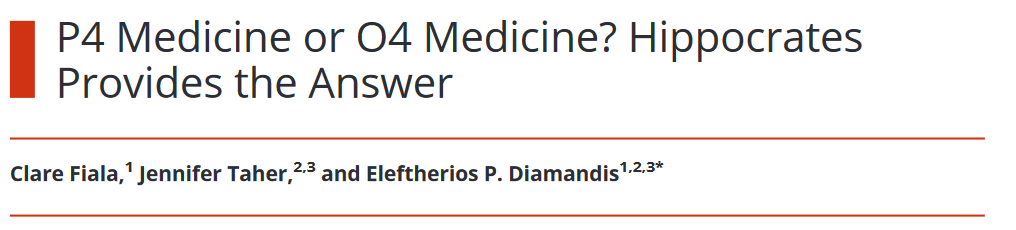 P4 Medicine or O4 Medicine? Hippocrates
Provides the Answer
Clare Fiala,1 Jennifer Taher,2,3 and Eleftherios P. Diamandis1,2,3*